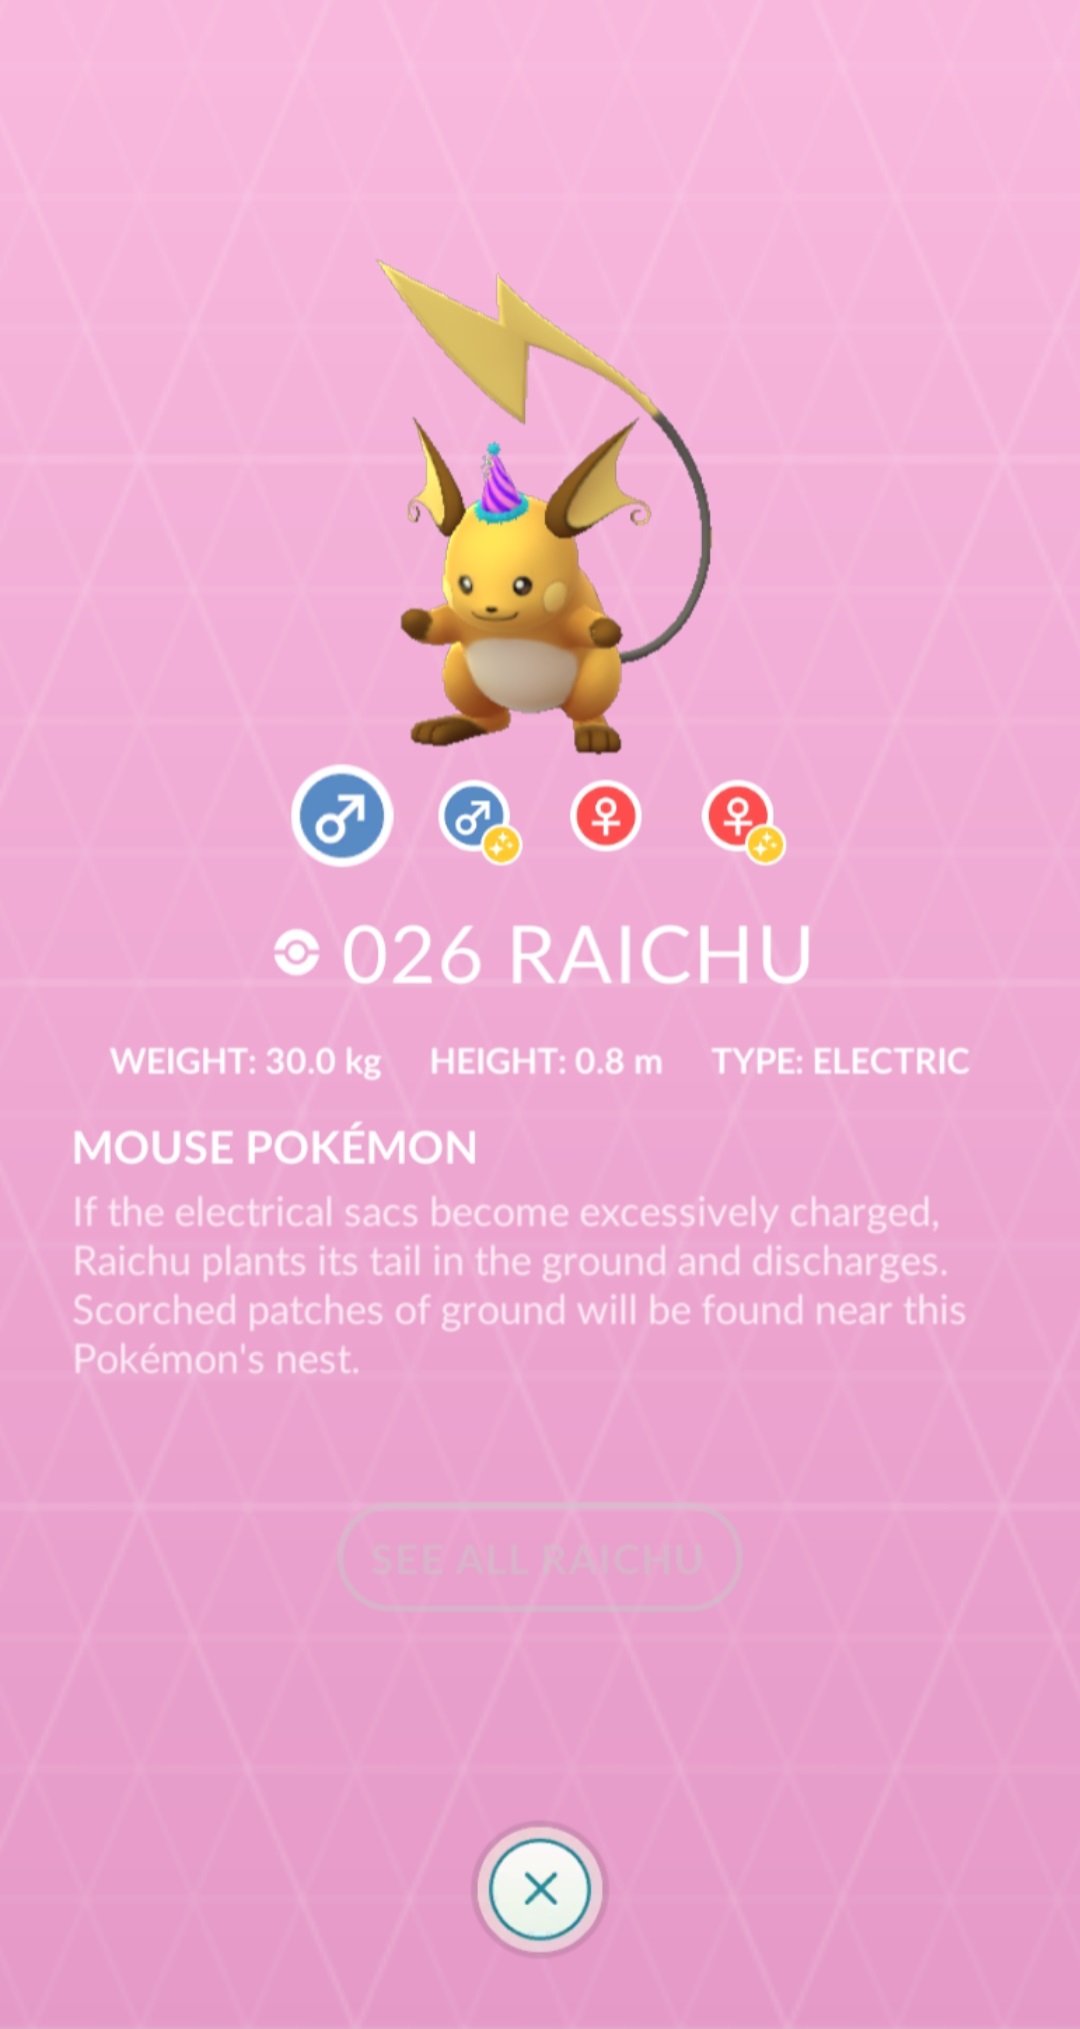 026 RAICHU
WEIGHT: 30.0 kg HEIGHT: 0.8 m TYPE: ELECTRIC
MOUSE POKÉMON
If the electrical sacs become excessively charged,
Raichu plants its tail in the ground and discharges.
Scorched patches of ground will be found near this
Pokémon's nest.
SEE ALL RAICHU